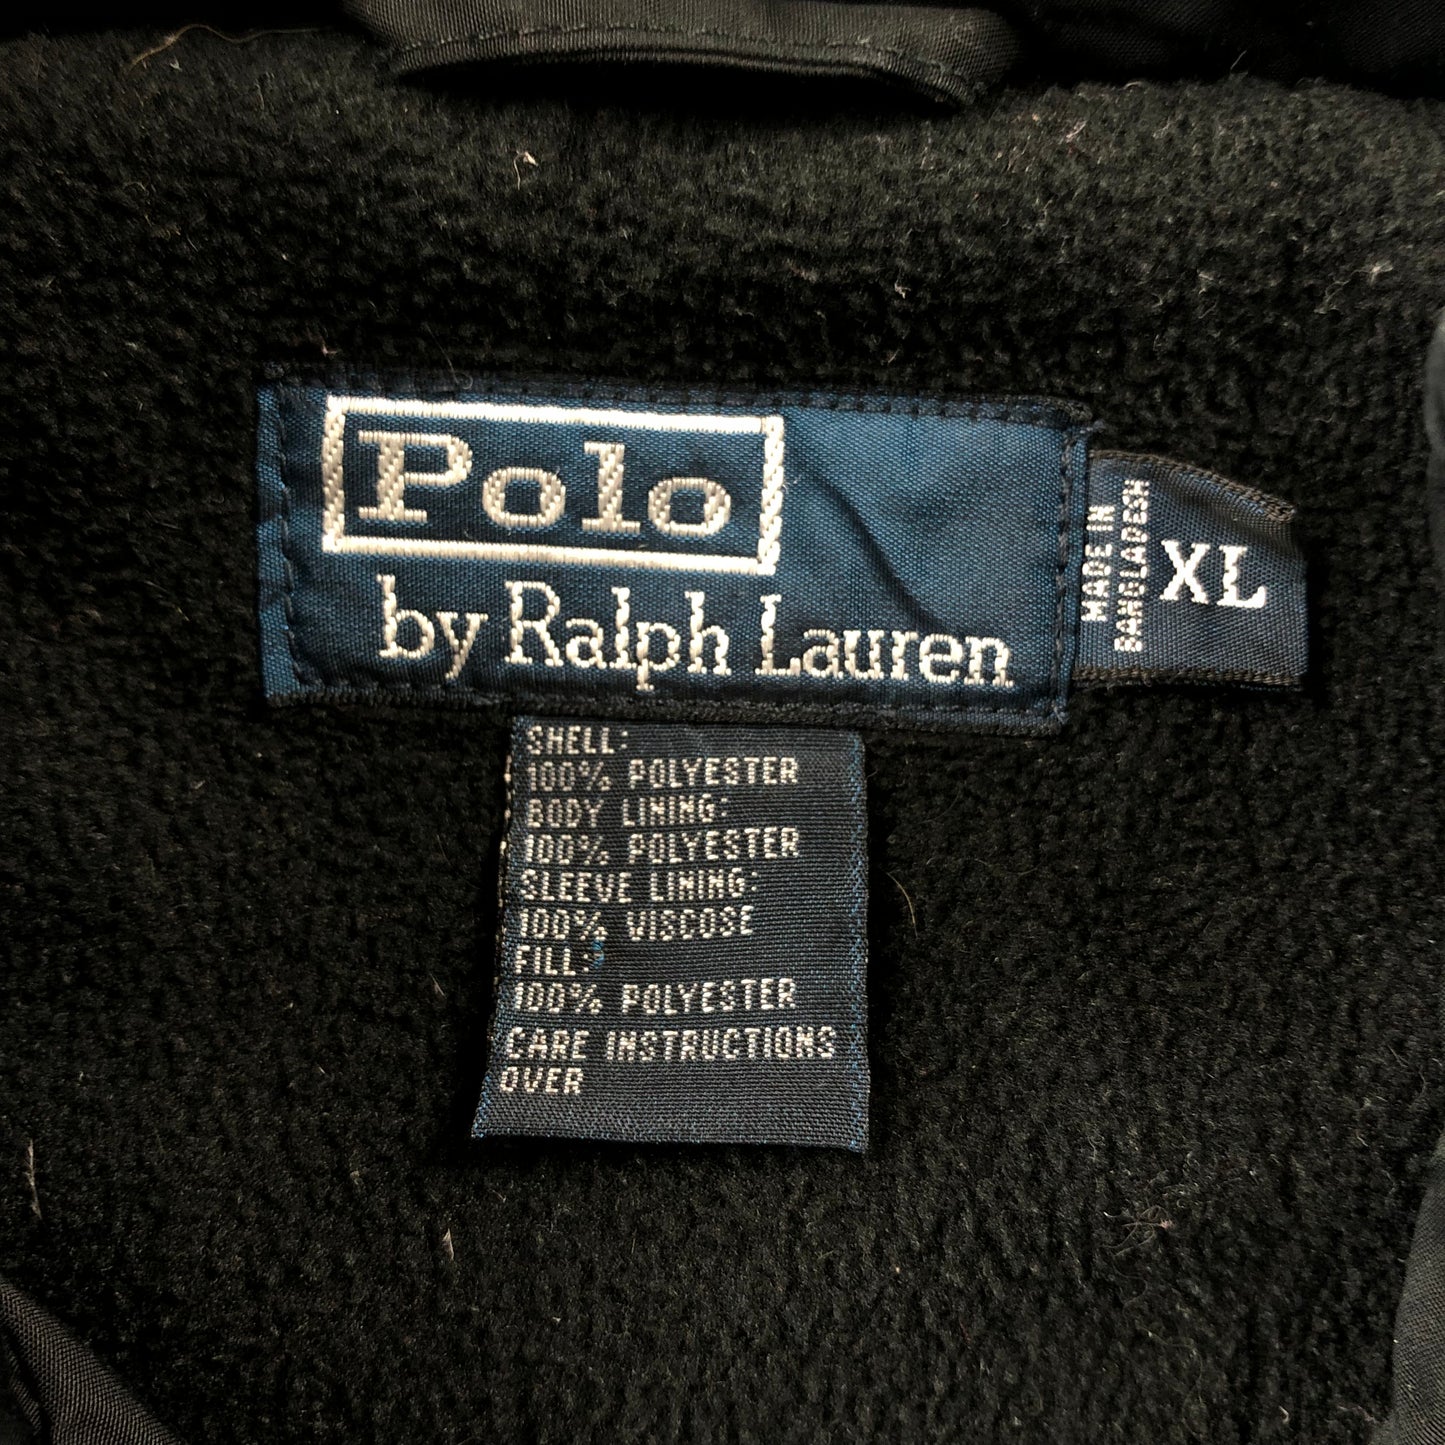 Polo
by Ralph Lauren
MADE IN
BANGLADESH
XL
SHELL:
100% POLYESTER
BODY LINING:
100% POLYESTER
SLEEVE LINING:
100% VISCOSE
FILL:
100% POLYESTER
CARE INSTRUCTIONS
OVER